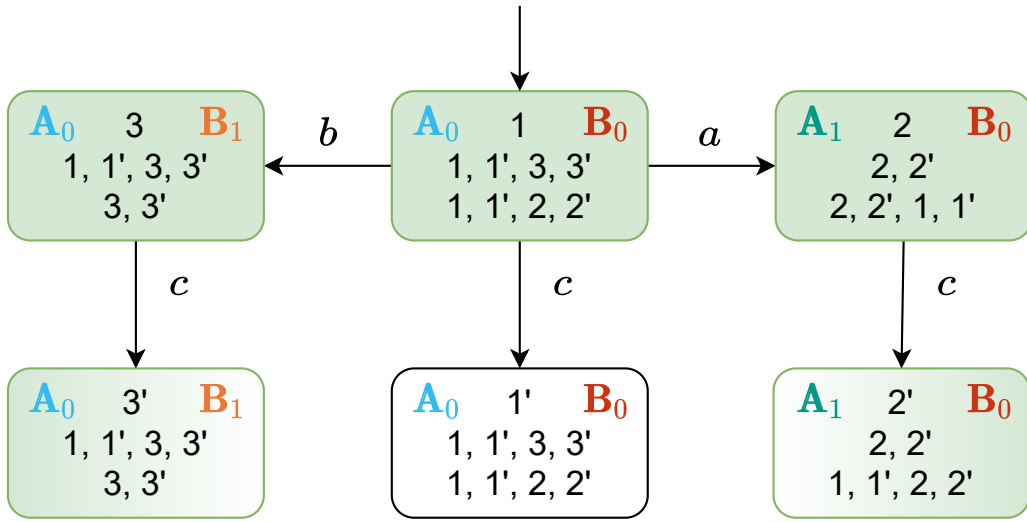 A₀ 3 B₁
1, 1', 3, 3'
3, 3'
b
A₀ 1 B₀
1, 1', 3, 3'
1, 1', 2, 2'
a
A₁ 2 B₀
2, 2'
2, 2', 1, 1'
c
c
c
A₀ 3' B₁
1, 1', 3, 3'
3, 3'
A₀ 1' B₀
1, 1', 3, 3'
1, 1', 2, 2'
A₁ 2' B₀
2, 2'
1, 1', 2, 2'